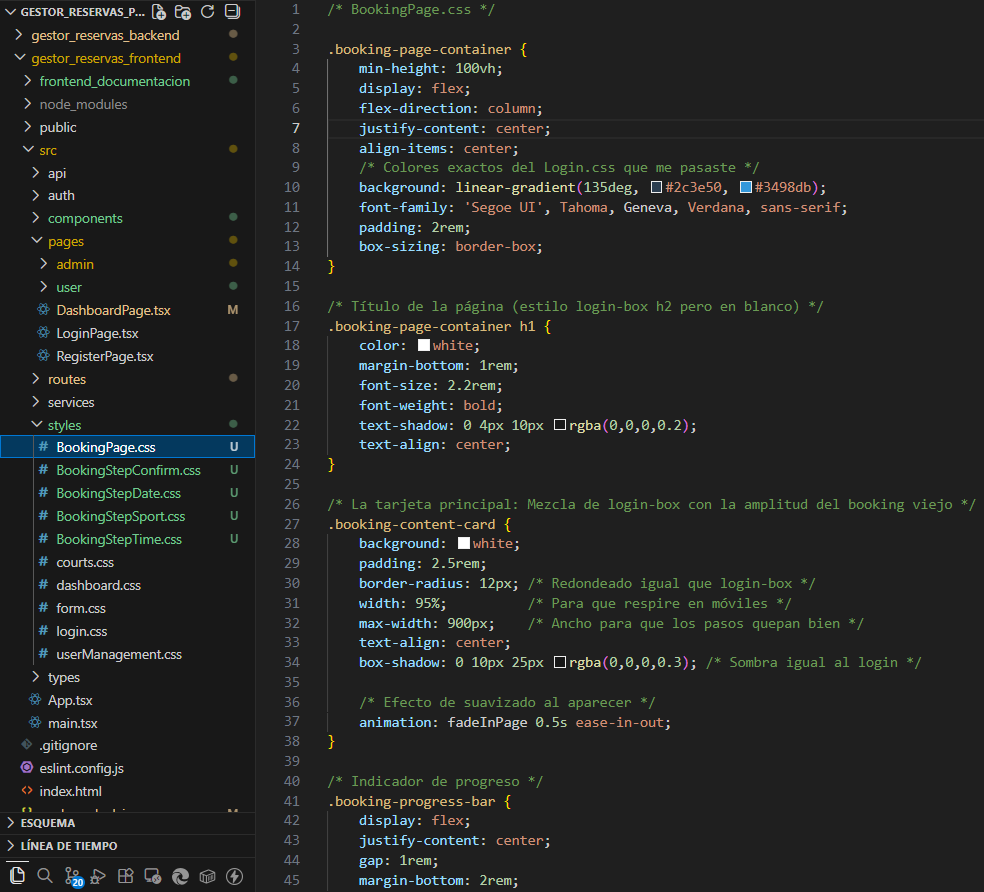 GESTOR_RESERVAS_P...
gestor_reservas_backend
gestor_reservas_frontend
frontend_documentacion
node_modules
public
src
api
auth
components
pages
admin
user
DashboardPage.tsx M
LoginPage.tsx
RegisterPage.tsx
routes
services
styles
# BookingPage.css U
# BookingStepConfirm.css U
# BookingStepDate.css U
# BookingStepSport.css U
# BookingStepTime.css U
# courts.css
# dashboard.css
# form.css
# login.css
# userManagement.css
types
App.tsx
main.tsx
.gitignore
eslint.config.js
<> index.html
ESQUEMA
LÍNEA DE TIEMPO
20
1 /* BookingPage.css */
2
3 .booking-page-container {
4 min-height: 100vh;
5 display: flex;
6 flex-direction: column;
7 justify-content: center;
8 align-items: center;
9 /* Colores exactos del Login.css que me pasaste */
10 background: linear-gradient(135deg, #2c3e50, #3498db);
11 font-family: 'Segoe UI', Tahoma, Geneva, Verdana, sans-serif;
12 padding: 2rem;
13 box-sizing: border-box;
14 }
15
16 /* Título de la página (estilo login-box h2 pero en blanco) */
17 .booking-page-container h1 {
18 color: white;
19 margin-bottom: 1rem;
20 font-size: 2.2rem;
21 font-weight: bold;
22 text-shadow: 0 4px 10px rgba(0,0,0,0.2);
23 text-align: center;
24 }
25
26 /* La tarjeta principal: Mezcla de login-box con la amplitud del booking viejo */
27 .booking-content-card {
28 background: white;
29 padding: 2.5rem;
30 border-radius: 12px; /* Redondeado igual que login-box */
31 width: 95%; /* Para que respire en móviles */
32 max-width: 900px; /* Ancho para que los pasos quepan bien */
33 text-align: center;
34 box-shadow: 0 10px 25px rgba(0,0,0,0.3); /* Sombra igual al login */
35
36 /* Efecto de suavizado al aparecer */
37 animation: fadeInPage 0.5s ease-in-out;
38 }
39
40 /* Indicador de progreso */
41 .booking-progress-bar {
42 display: flex;
43 justify-content: center;
44 gap: 1rem;
45 margin-bottom: 2rem;